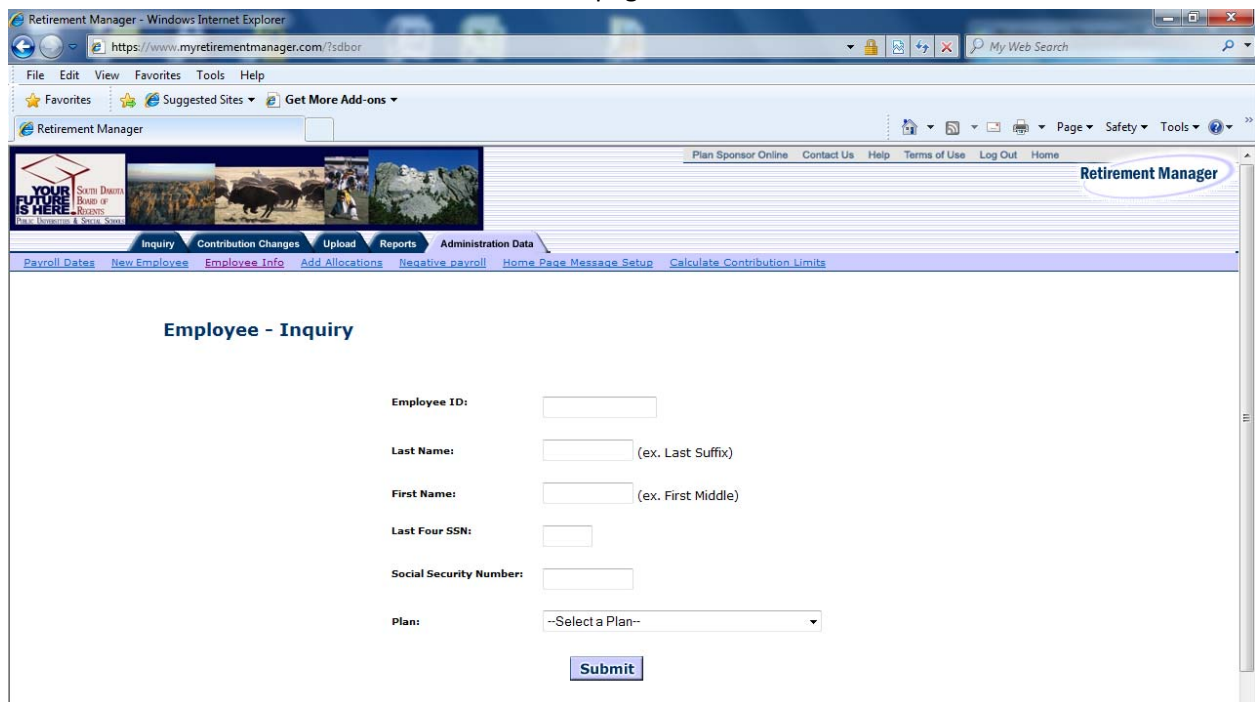 pag
Retirement Manager - Windows Internet Explorer
https://www.myretirementmanager.com/?sdbor
My Web Search
File Edit View Favorites Tools Help
Favorites Suggested Sites Get More Add-ons
Retirement Manager
Page Safety Tools
Plan Sponsor Online Contact Us Help Terms of Use Log Out Home
Retirement Manager
YOUR FUTURE IS HERE.
South Dakota Board of Regents
Public Universities & Special Schools
Inquiry Contribution Changes Upload Reports Administration Data
Payroll Dates New Employee Employee Info Add Allocations Negative payroll Home Page Message Setup Calculate Contribution Limits
Employee - Inquiry
Employee ID:
Last Name: (ex. Last Suffix)
First Name: (ex. First Middle)
Last Four SSN:
Social Security Number:
Plan: --Select a Plan--
Submit